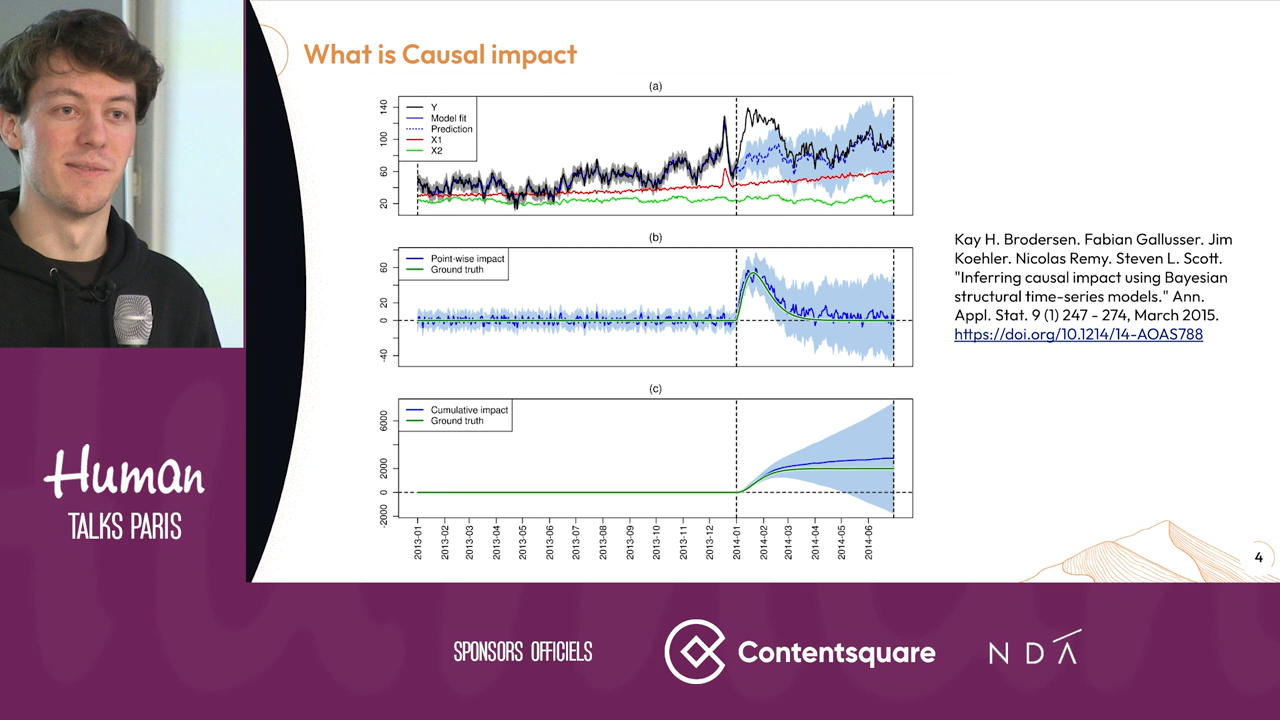 What is Causal impact
(a)
140
100
60
20
Y
Model fit
Prediction
X1
X2
(b)
60
20
0
-40
Point-wise impact
Ground truth
(c)
6000
2000
0
-2000
Cumulative impact
Ground truth
2013-01
2013-02
2013-03
2013-04
2013-05
2013-06
2013-07
2013-08
2013-09
2013-10
2013-11
2013-12
2014-01
2014-02
2014-03
2014-04
2014-05
2014-06
Kay H. Brodersen. Fabian Gallusser. Jim
Koehler. Nicolas Remy. Steven L. Scott.
"Inferring causal impact using Bayesian
structural time-series models." Ann.
Appl. Stat. 9 (1) 247 - 274, March 2015.
https://doi.org/10.1214/14-AOAS788
4
Human
TALKS PARIS
SPONSORS OFFICIELS
Contentsquare
NDA